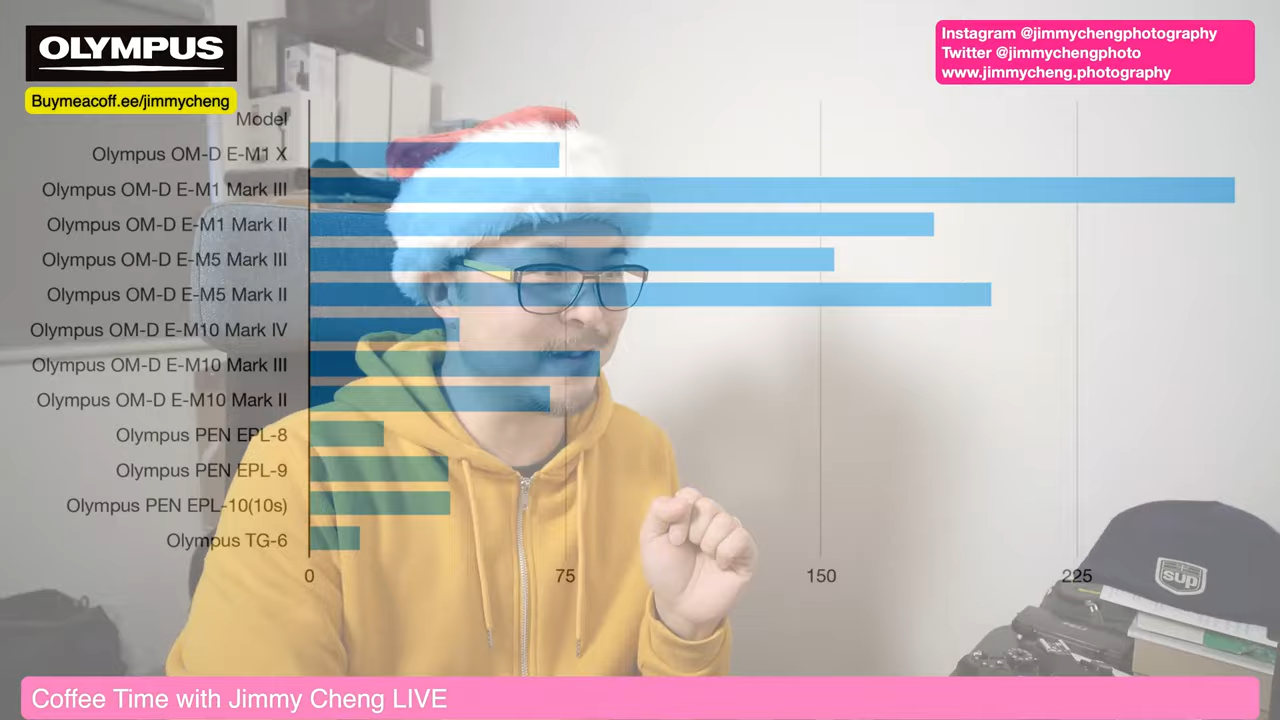 OLYMPUS
Buymeacoff.ee/jimmycheng
Instagram @jimmychengphotography
Twitter @jimmychengphoto
www.jimmycheng.photography
Model
Olympus OM-D E-M1 X
Olympus OM-D E-M1 Mark III
Olympus OM-D E-M1 Mark II
Olympus OM-D E-M5 Mark III
Olympus OM-D E-M5 Mark II
Olympus OM-D E-M10 Mark IV
Olympus OM-D E-M10 Mark III
Olympus OM-D E-M10 Mark II
Olympus PEN EPL-8
Olympus PEN EPL-9
Olympus PEN EPL-10(10s)
Olympus TG-6
0 75 150 225
sup
Coffee Time with Jimmy Cheng LIVE